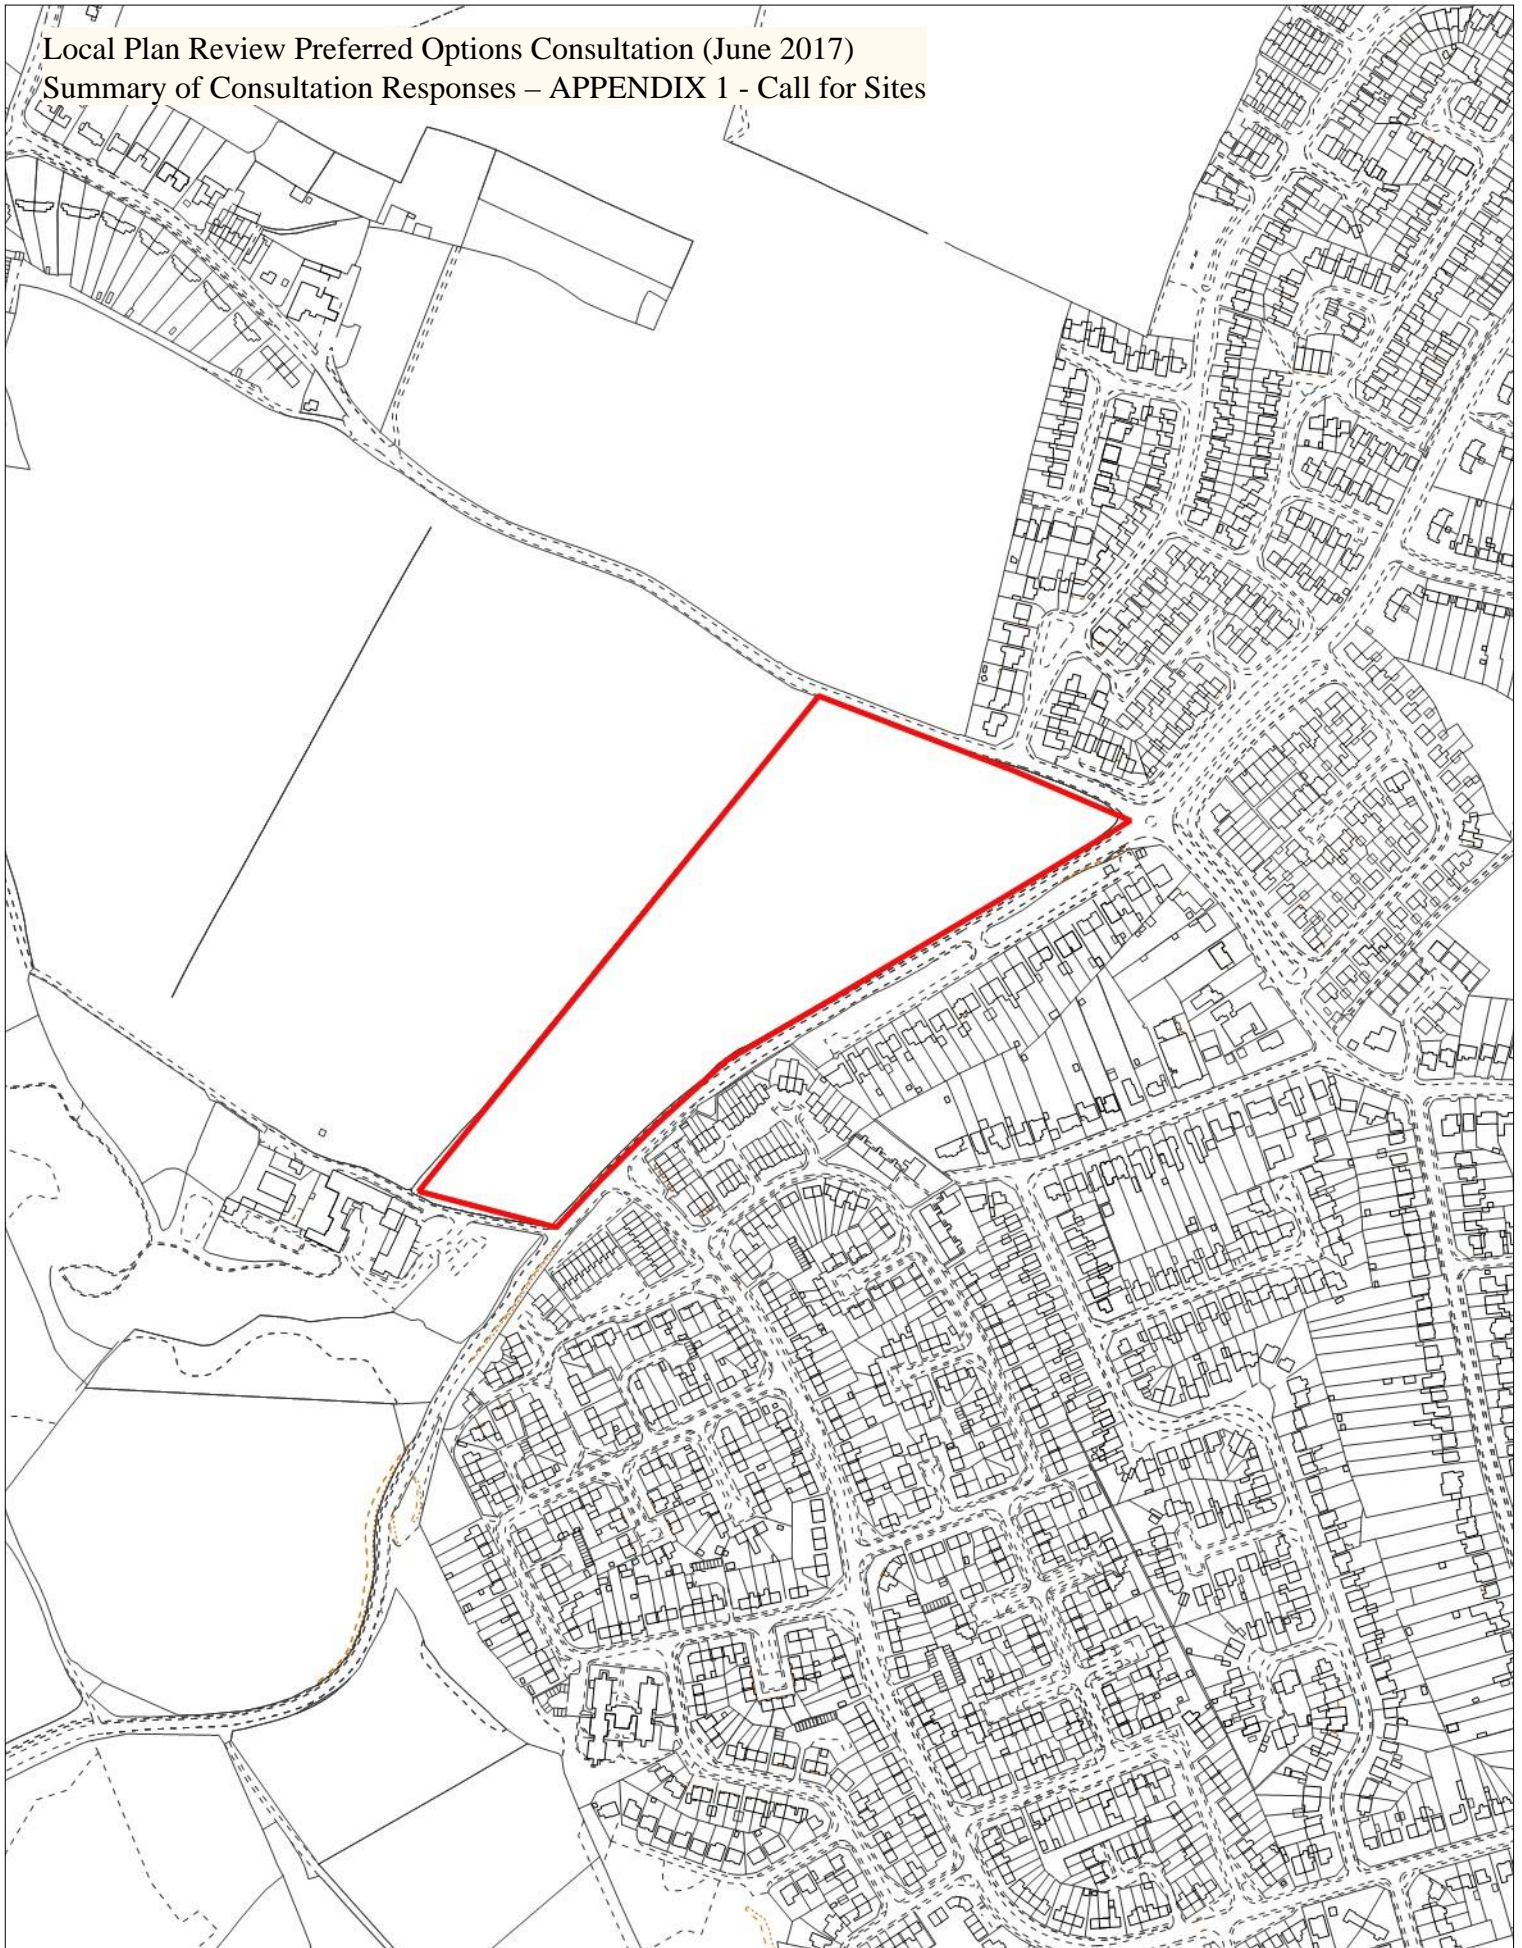 Local Plan Review Preferred Options Consultation (June 2017)
Summary of Consultation Responses – APPENDIX 1 - Call for Sites